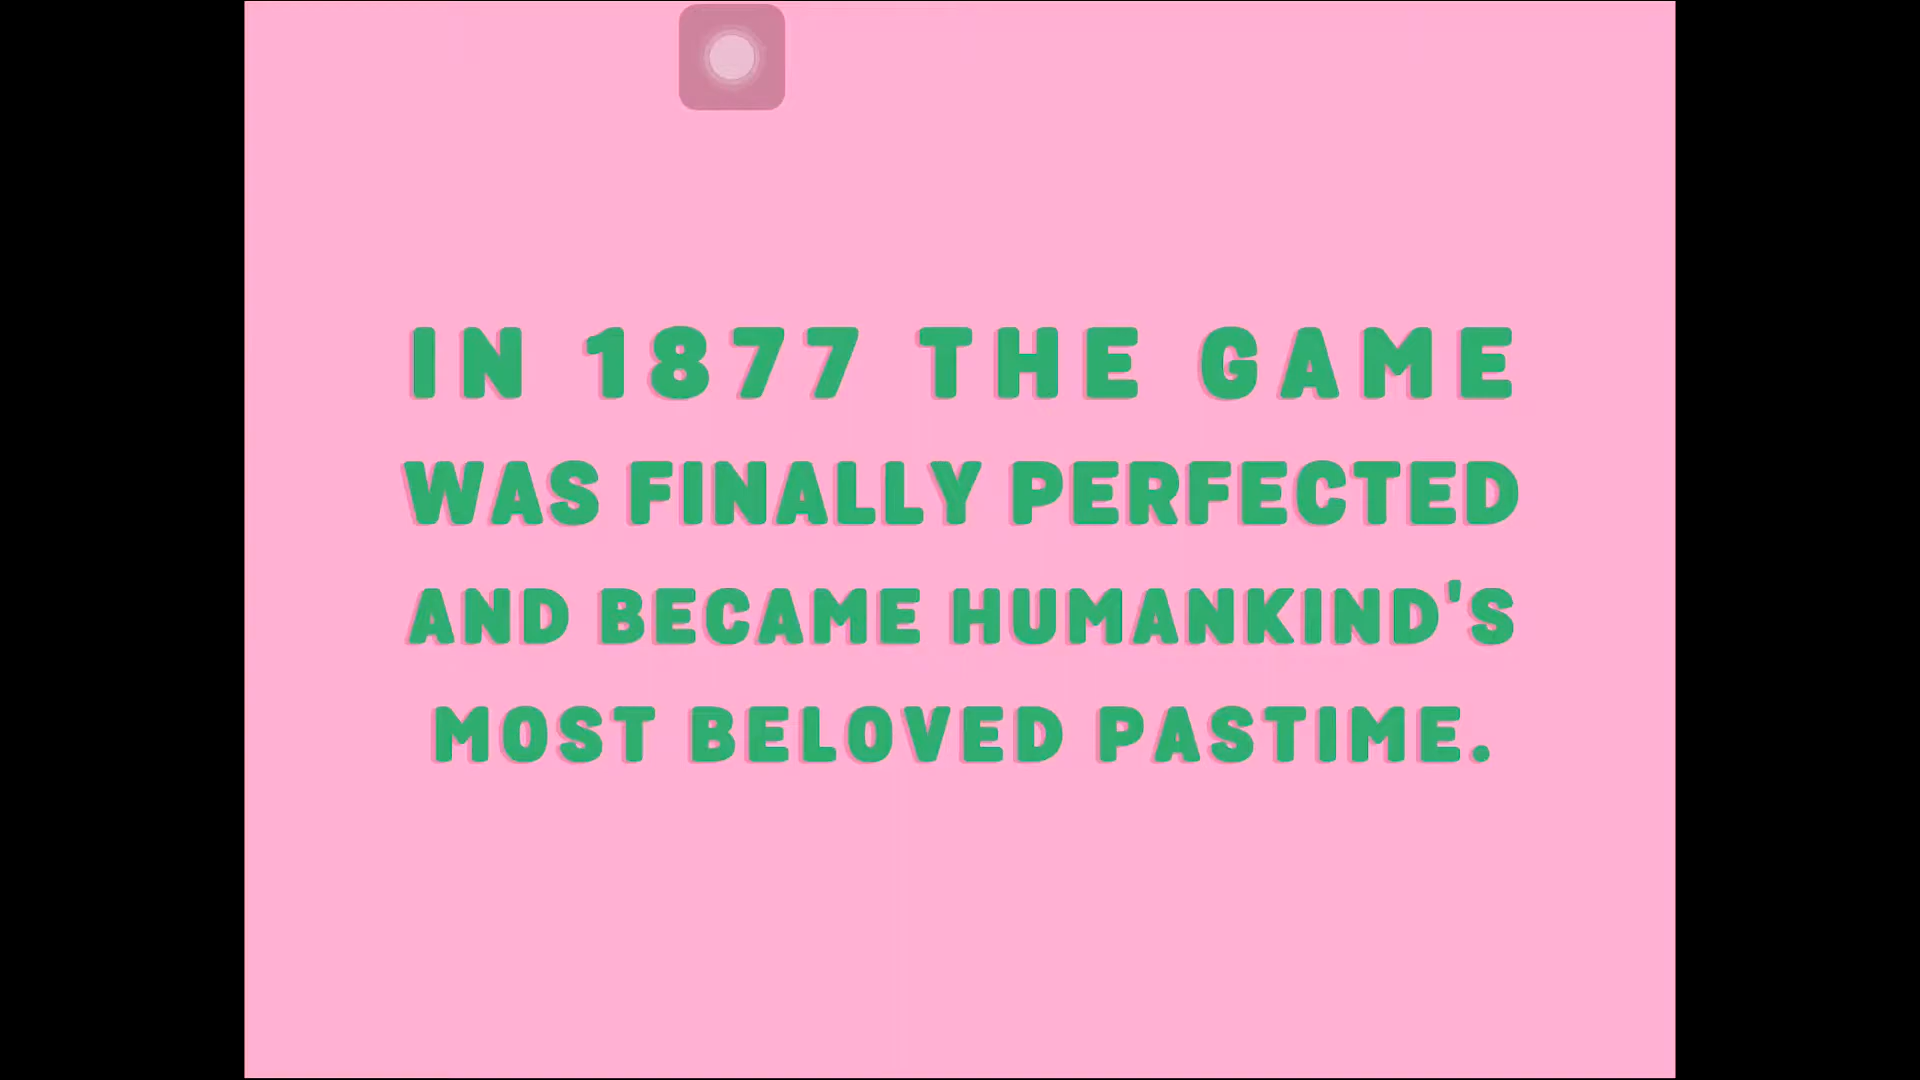 IN 1877 THE GAME
WAS FINALLY PERFECTED
AND BECAME HUMANKIND'S
MOST BELOVED PASTIME.